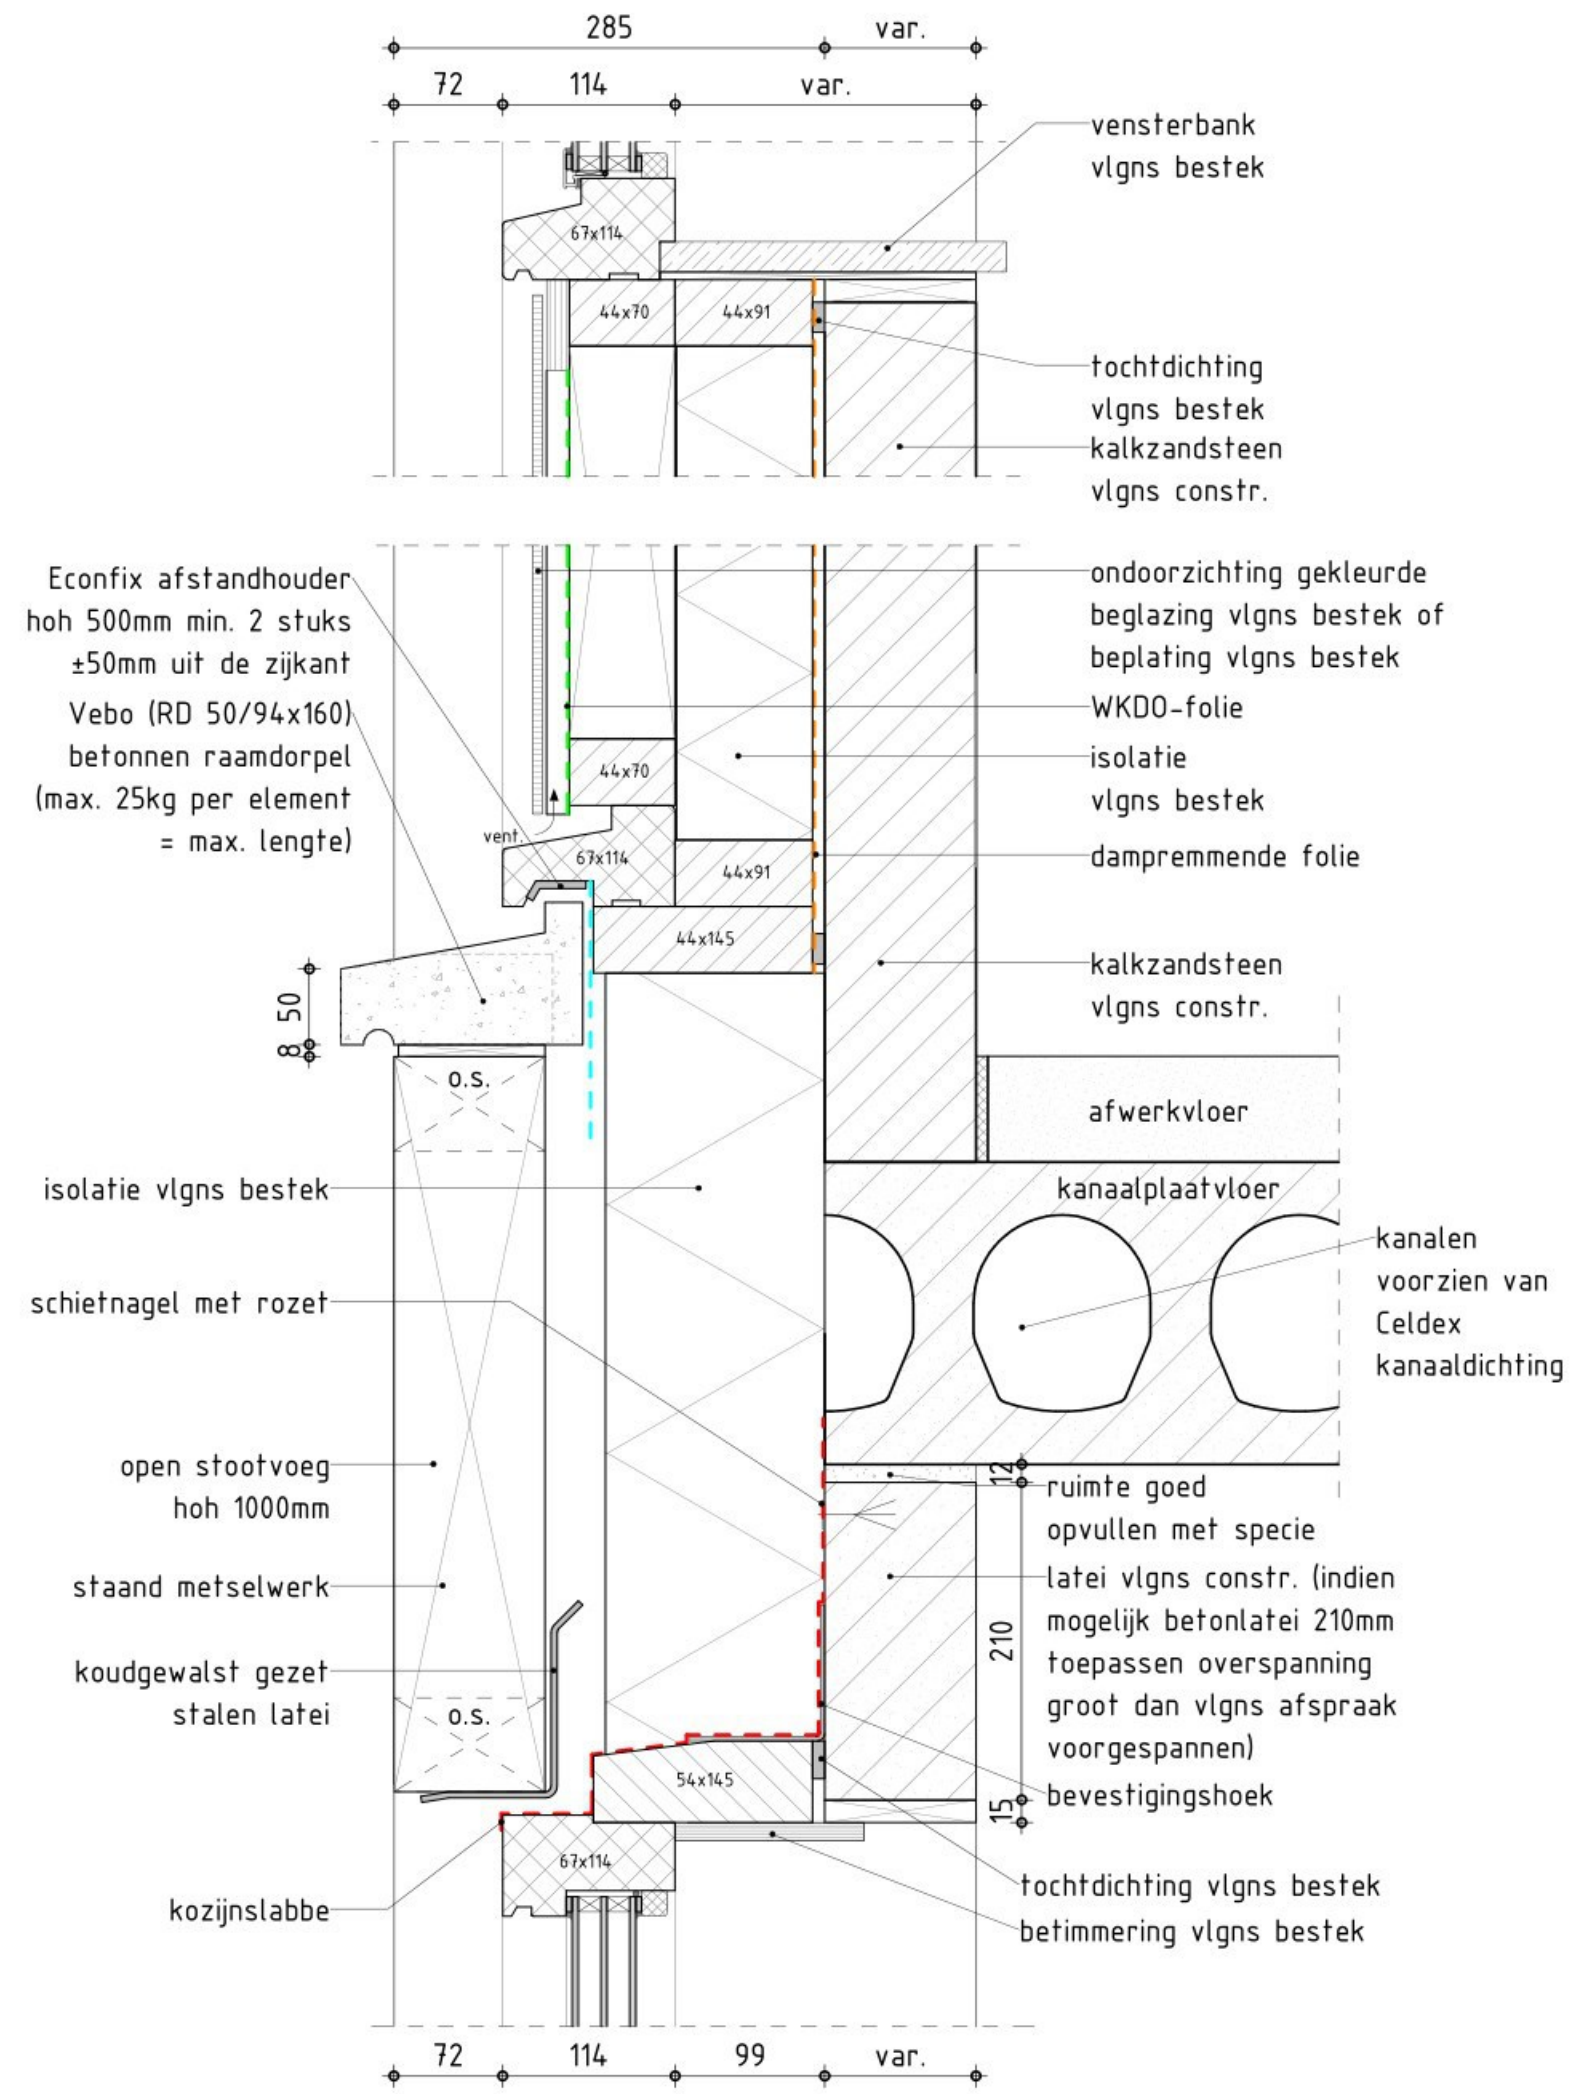 285
var.
72
114
var.
vensterbank
vlgns bestek
67x114
44x70
44x91
tochtdichting
vlgns bestek
kalkzandsteen
vlgns constr.
Econfix afstandhouder
hoh 500mm min. 2 stuks
±50mm uit de zijkant
Vebo (RD 50/94x160)
betonnen raamdorpel
(max. 25kg per element
= max. lengte)
ondoorzichting gekleurde
beglazing vlgns bestek of
beplating vlgns bestek
WKDO-folie
isolatie
vlgns bestek
dampremmende folie
44x70
vent.
67x114
44x91
44x145
kalkzandsteen
vlgns constr.
50
8
o.s.
afwerkvloer
isolatie vlgns bestek
kanaalplaatvloer
kanalen
voorzien van
Celdex
kanaaldichting
schietnagel met rozet
open stootvoeg
hoh 1000mm
12
ruimte goed
opvullen met specie
staand metselwerk
latei vlgns constr. (indien
mogelijk betonlatei 210mm
toepassen overspanning
groot dan vlgns afspraak
voorgespannen)
210
koudgewalst gezet
stalen latei
o.s.
54x145
bevestigingshoek
15
67x114
kozijnslabbe
tochtdichting vlgns bestek
betimmering vlgns bestek
72
114
99
var.